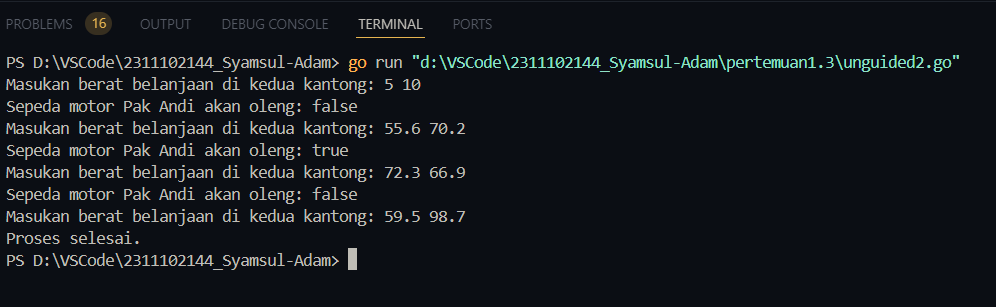 PROBLEMS 16 OUTPUT DEBUG CONSOLE TERMINAL PORTS
PS D:\VSCode\2311102144_Syamsul-Adam> go run "d:\VSCode\2311102144_Syamsul-Adam\pertemuan1.3\unguided2.go"
Masukan berat belanjaan di kedua kantong: 5 10
Sepeda motor Pak Andi akan oleng: false
Masukan berat belanjaan di kedua kantong: 55.6 70.2
Sepeda motor Pak Andi akan oleng: true
Masukan berat belanjaan di kedua kantong: 72.3 66.9
Sepeda motor Pak Andi akan oleng: false
Masukan berat belanjaan di kedua kantong: 59.5 98.7
Proses selesai.
PS D:\VSCode\2311102144_Syamsul-Adam>